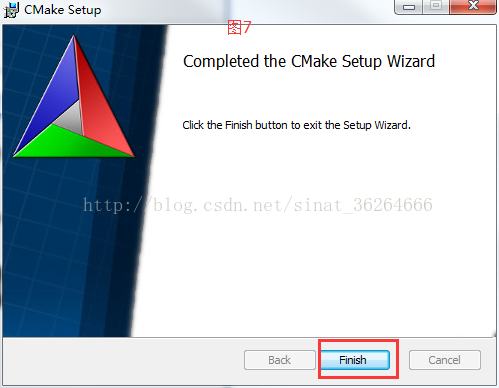 CMake Setup
图7
Completed the CMake Setup Wizard
Click the Finish button to exit the Setup Wizard.
http://blog.csdn.net/sinat_36264666
Back Finish Cancel